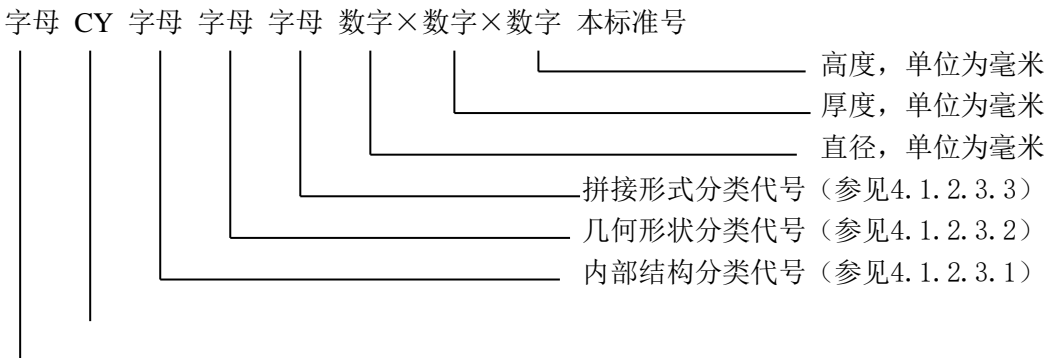 字母 CY 字母 字母 字母 数字×数字×数字 本标准号
高度，单位为毫米
厚度，单位为毫米
直径，单位为毫米
拼接形式分类代号（参见4.1.2.3.3）
几何形状分类代号（参见4.1.2.3.2）
内部结构分类代号（参见4.1.2.3.1）